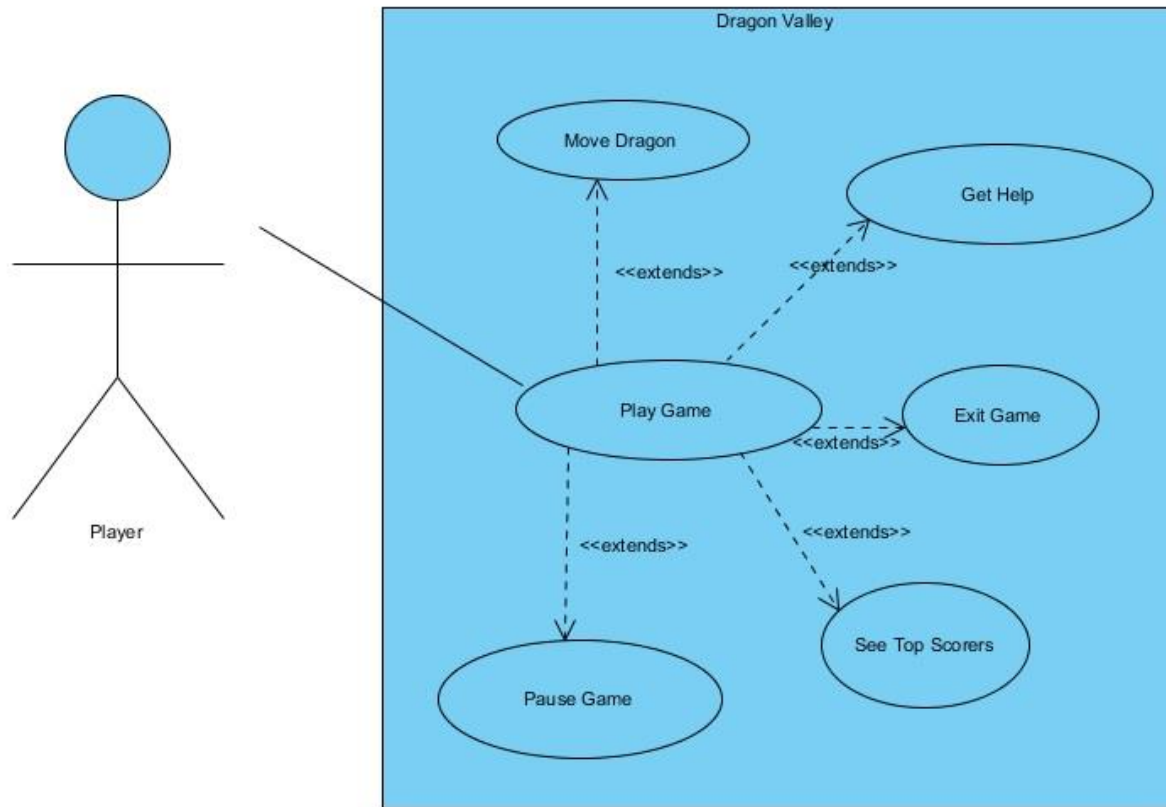 Dragon Valley
Move Dragon
Get Help
<<extends>>
<<extends>>
Play Game
Exit Game
<<extends>>
Player
<<extends>>
<<extends>>
See Top Scorers
Pause Game